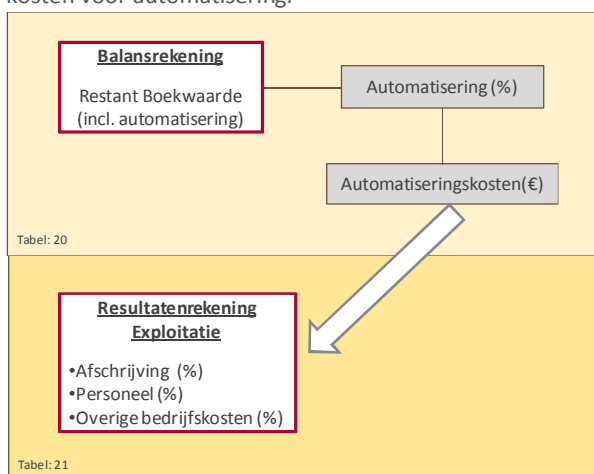 kosten voor automatisering.
Balansrekening
Restant Boekwaarde
(incl. automatisering)
Automatisering (%)
Automatiseringskosten(€)
Tabel: 20
Resultatenrekening
Exploitatie
•Afschrijving (%)
•Personeel (%)
•Overige bedrijfskosten (%)
Tabel: 21